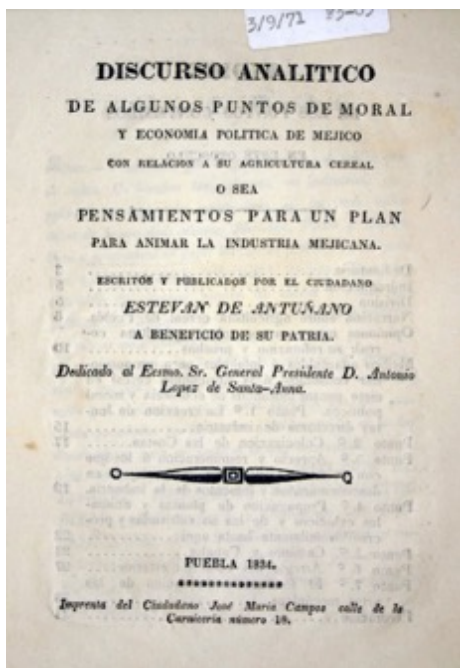 3/9/71
DISCURSO ANALITICO
DE ALGUNOS PUNTOS DE MORAL
Y ECONOMIA POLITICA DE MEJICO
CON RELACION A SU AGRICULTURA CEREAL
O SEA
PENSAMIENTOS PARA UN PLAN
PARA ANIMAR LA INDUSTRIA MEJICANA.
ESCRITOS Y PUBLICADOS POR EL CIUDADANO
ESTEVAN DE ANTUÑANO
A BENEFICIO DE SU PATRIA.
Dedicado al Ecsmo. Sr. General Presidente D. Antonio
Lopez de Santa-Anna.
PUEBLA 1834.
Imprenta del Ciudadano José Maria Campos calle de la
Carniceria número 18.